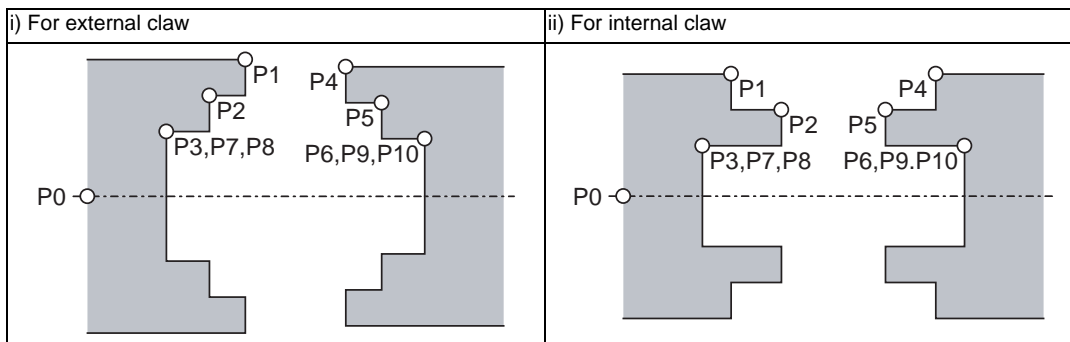 i) For external claw
ii) For internal claw
P1
P4
P2
P5
P3,P7,P8
P6,P9,P10
P0
P1
P4
P2
P5
P3,P7,P8
P6,P9.P10
P0